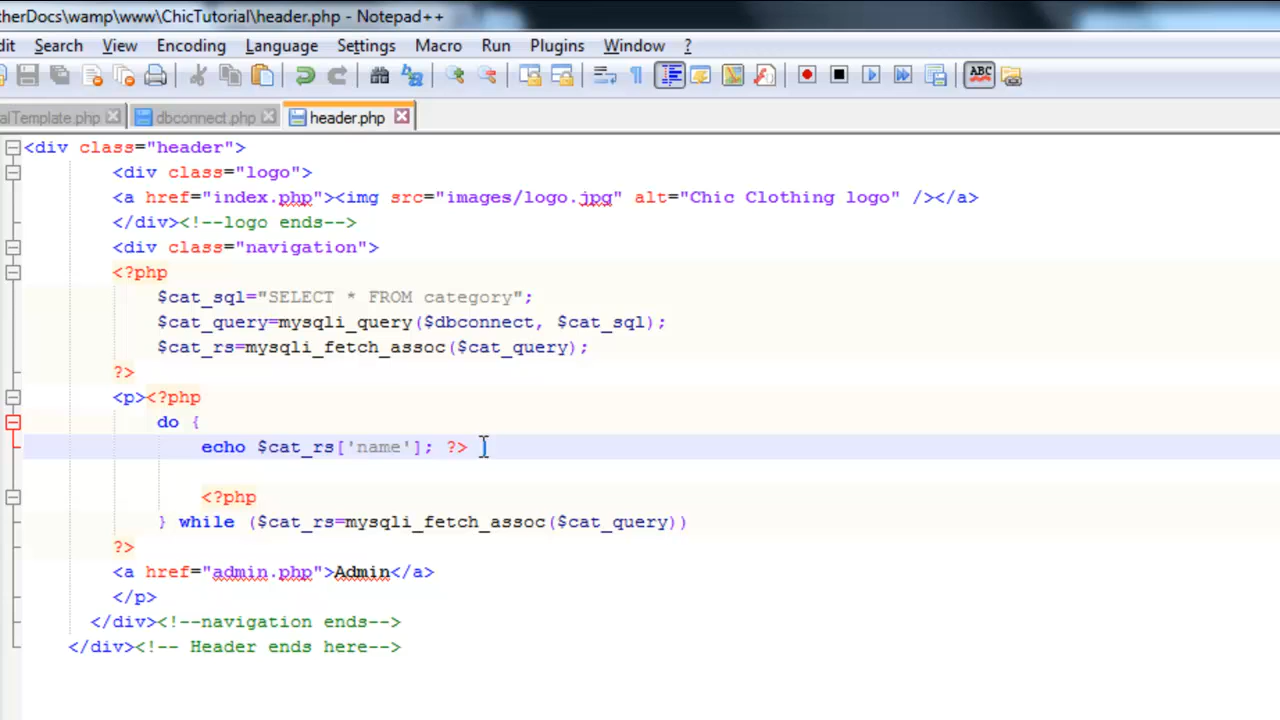 therDocs\wamp\www\ChicTutorial\header.php - Notepad++
dit Search View Encoding Language Settings Macro Run Plugins Window ?
ABC
alTemplate.php dbconnect.php header.php
<div class="header">
<div class="logo">
<a href="index.php"><img src="images/logo.jpg" alt="Chic Clothing logo" /></a>
</div><!--logo ends-->
<div class="navigation">
<?php
$cat_sql="SELECT * FROM category";
$cat_query=mysqli_query($dbconnect, $cat_sql);
$cat_rs=mysqli_fetch_assoc($cat_query);
?>
<p><?php
do {
echo $cat_rs['name']; ?>
<?php
} while ($cat_rs=mysqli_fetch_assoc($cat_query))
?>
<a href="admin.php">Admin</a>
</p>
</div><!--navigation ends-->
</div><!-- Header ends here-->